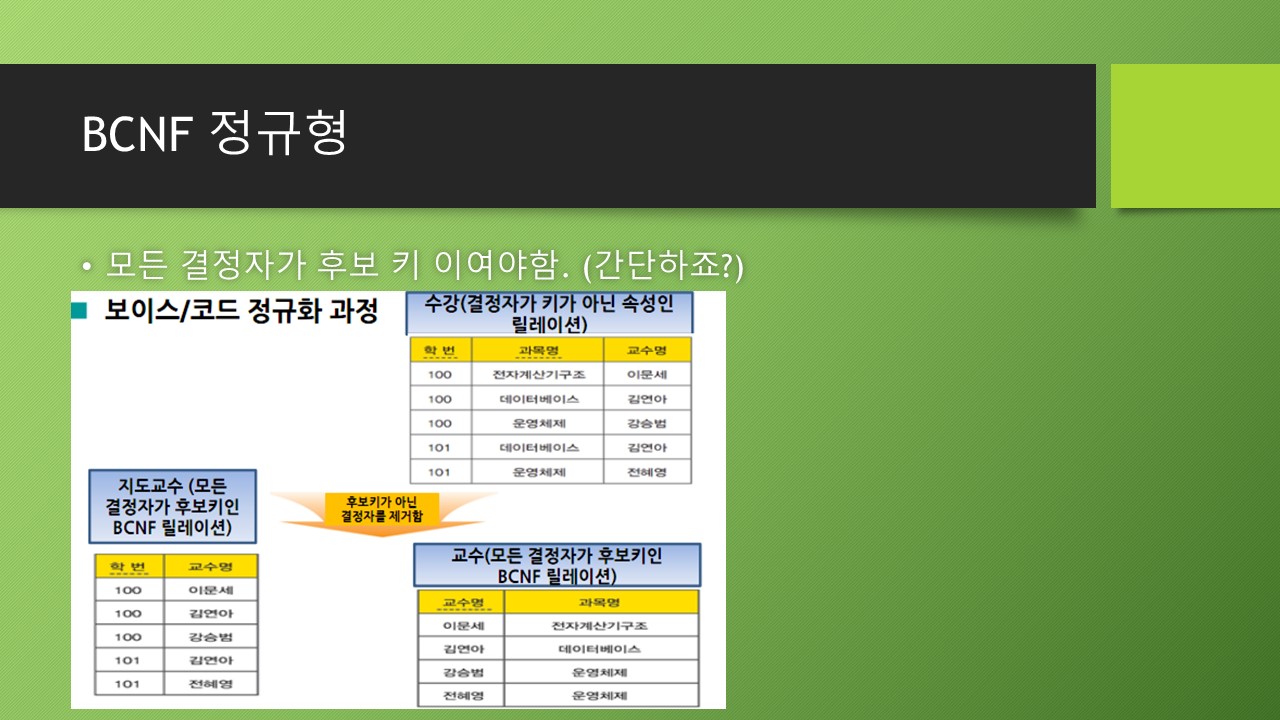 BCNF 정규형
• 모든 결정자가 후보 키 이여야함. (간단하죠?)
보이스/코드 정규화 과정
수강(결정자가 키가 아닌 속성인
릴레이션)
학 번 과목명 교수명
100 전자계산기구조 이문세
100 데이터베이스 김연아
100 운영체제 강승범
101 데이터베이스 김연아
101 운영체제 전혜영
후보키가 아닌
결정자를 제거함
지도교수 (모든
결정자가 후보키인
BCNF 릴레이션)
학 번 교수명
100 이문세
100 김연아
100 강승범
101 김연아
101 전혜영
교수(모든 결정자가 후보키인
BCNF 릴레이션)
교수명 과목명
이문세 전자계산기구조
김연아 데이터베이스
강승범 운영체제
전혜영 운영체제